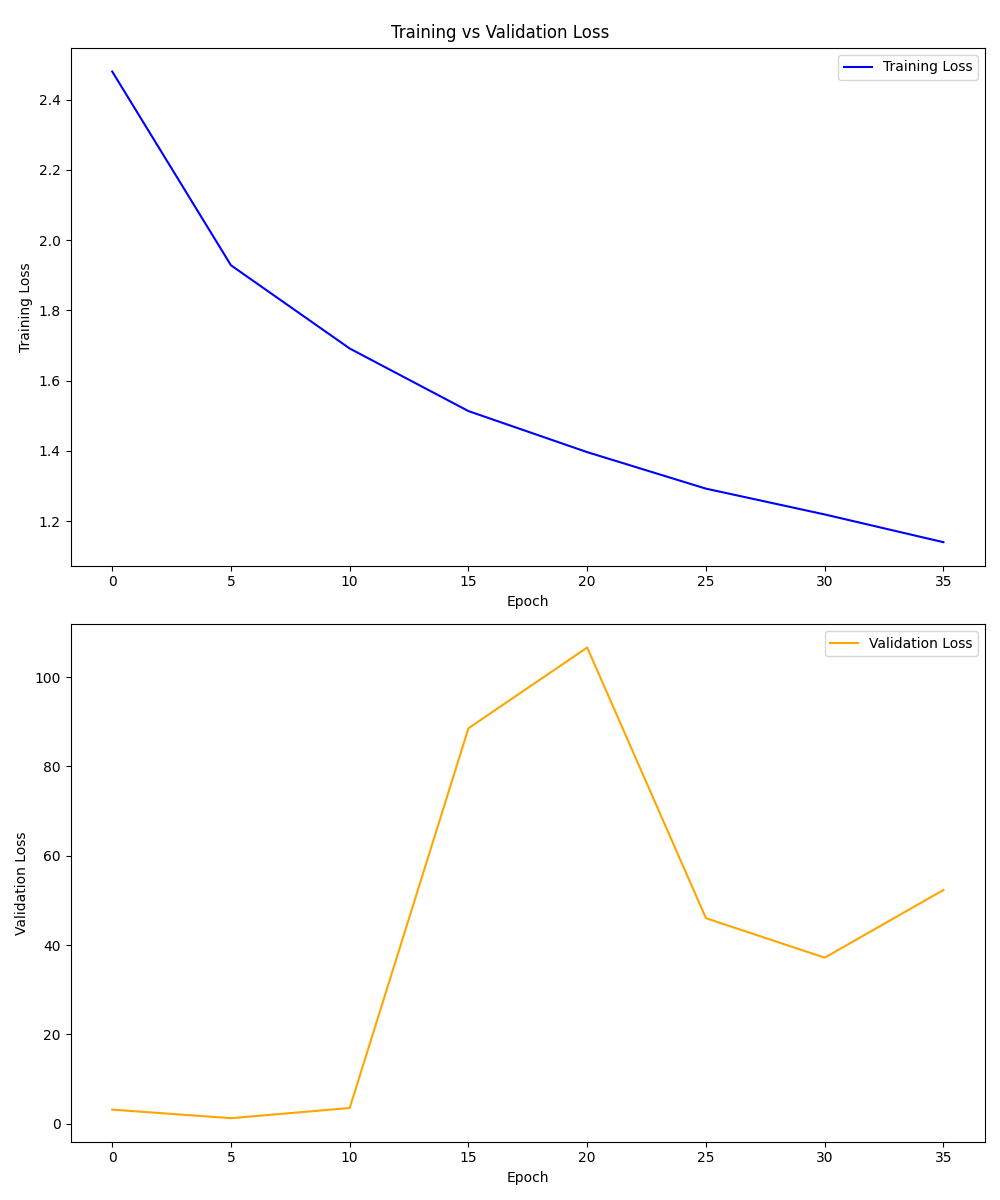 Training vs Validation Loss
Training Loss
2.4
2.2
2.0
1.8
1.6
1.4
1.2
Training Loss
0 5 10 15 20 25 30 35
Epoch
Validation Loss
100
80
60
40
20
0
Validation Loss
0 5 10 15 20 25 30 35
Epoch